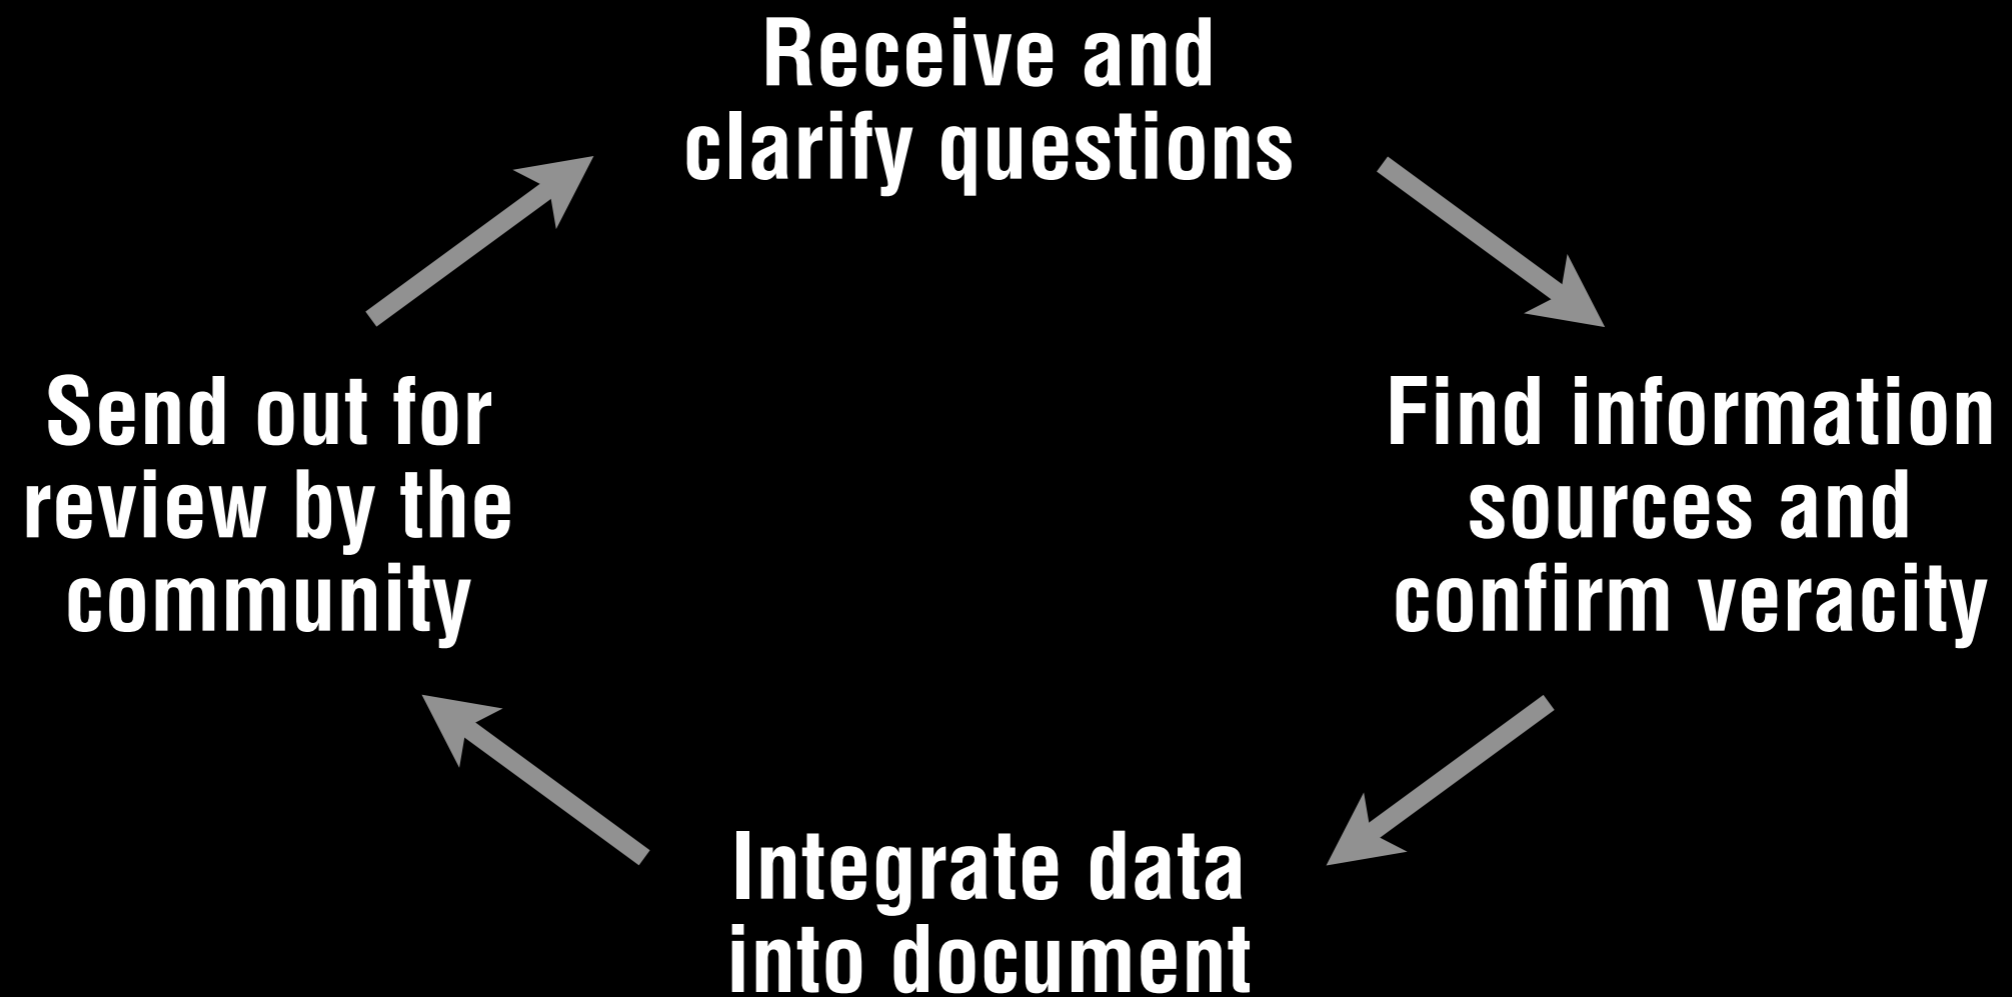 Receive and
clarify questions
Find information
sources and
confirm veracity
Integrate data
into document
Send out for
review by the
community